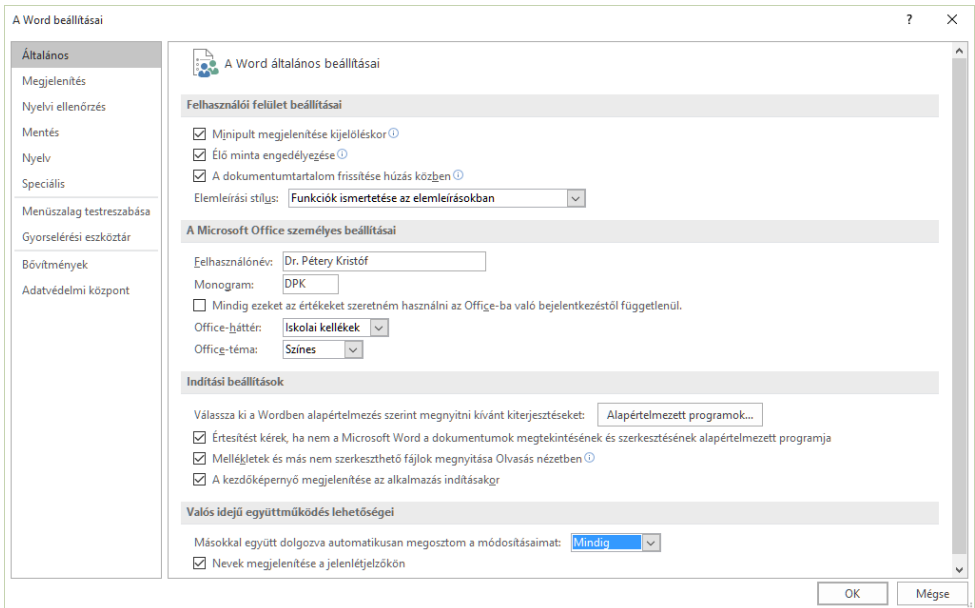 A Word beállításai
?
Általános
Megjelenítés
Nyelvi ellenőrzés
Mentés
Nyelv
Speciális
Menüszalag testreszabása
Gyorselérési eszköztár
Bővítmények
Adatvédelmi központ
A Word általános beállításai
Felhasználói felület beállításai
Minipult megjelenítése kijelöléskor
Élő minta engedélyezése
A dokumentumtartalom frissítése húzás közben
Elemleírási stílus: Funkciók ismertetése az elemleírásokban
A Microsoft Office személyes beállításai
Felhasználónév: Dr. Pétery Kristóf
Monogram: DPK
Mindig ezeket az értékeket szeretném használni az Office-ba való bejelentkezéstől függetlenül.
Office-háttér: Iskolai kellékek
Office-téma: Színes
Indítási beállítások
Válassza ki a Wordben alapértelmezés szerint megnyitni kívánt kiterjesztéseket: Alapértelmezett programok...
Értesítést kérek, ha nem a Microsoft Word a dokumentumok megtekintésének és szerkesztésének alapértelmezett programja
Mellékletek és más nem szerkeszthető fájlok megnyitása Olvasás nézetben
A kezdőképernyő megjelenítése az alkalmazás indításakor
Valós idejű együttműködés lehetőségei
Másokkal együtt dolgozva automatikusan megosztom a módosításaimat: Mindig
Nevek megjelenítése a jelenlétjelzőkön
OK Mégse